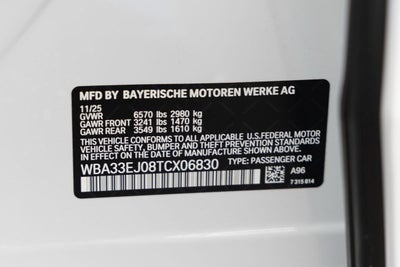 MFD BY BAYERISCHE MOTOREN WERKE AG
11/25
GVWR 6570 lbs 2980 kg
GAWR FRONT 3241 lbs 1470 kg
GAWR REAR 3549 lbs 1610 kg
THIS VEHICLE CONFORMS TO ALL APPLICABLE U.S.FEDERAL MOTOR
VEHICLE SAFETY, BUMPER, AND THEFT PREVENTION STANDARDS
IN EFFECT ON THE DATE OF MANUFACTURE SHOWN ABOVE.
WBA33EJ08TCX06830 TYPE: PASSENGER CAR
A96
7 315 814